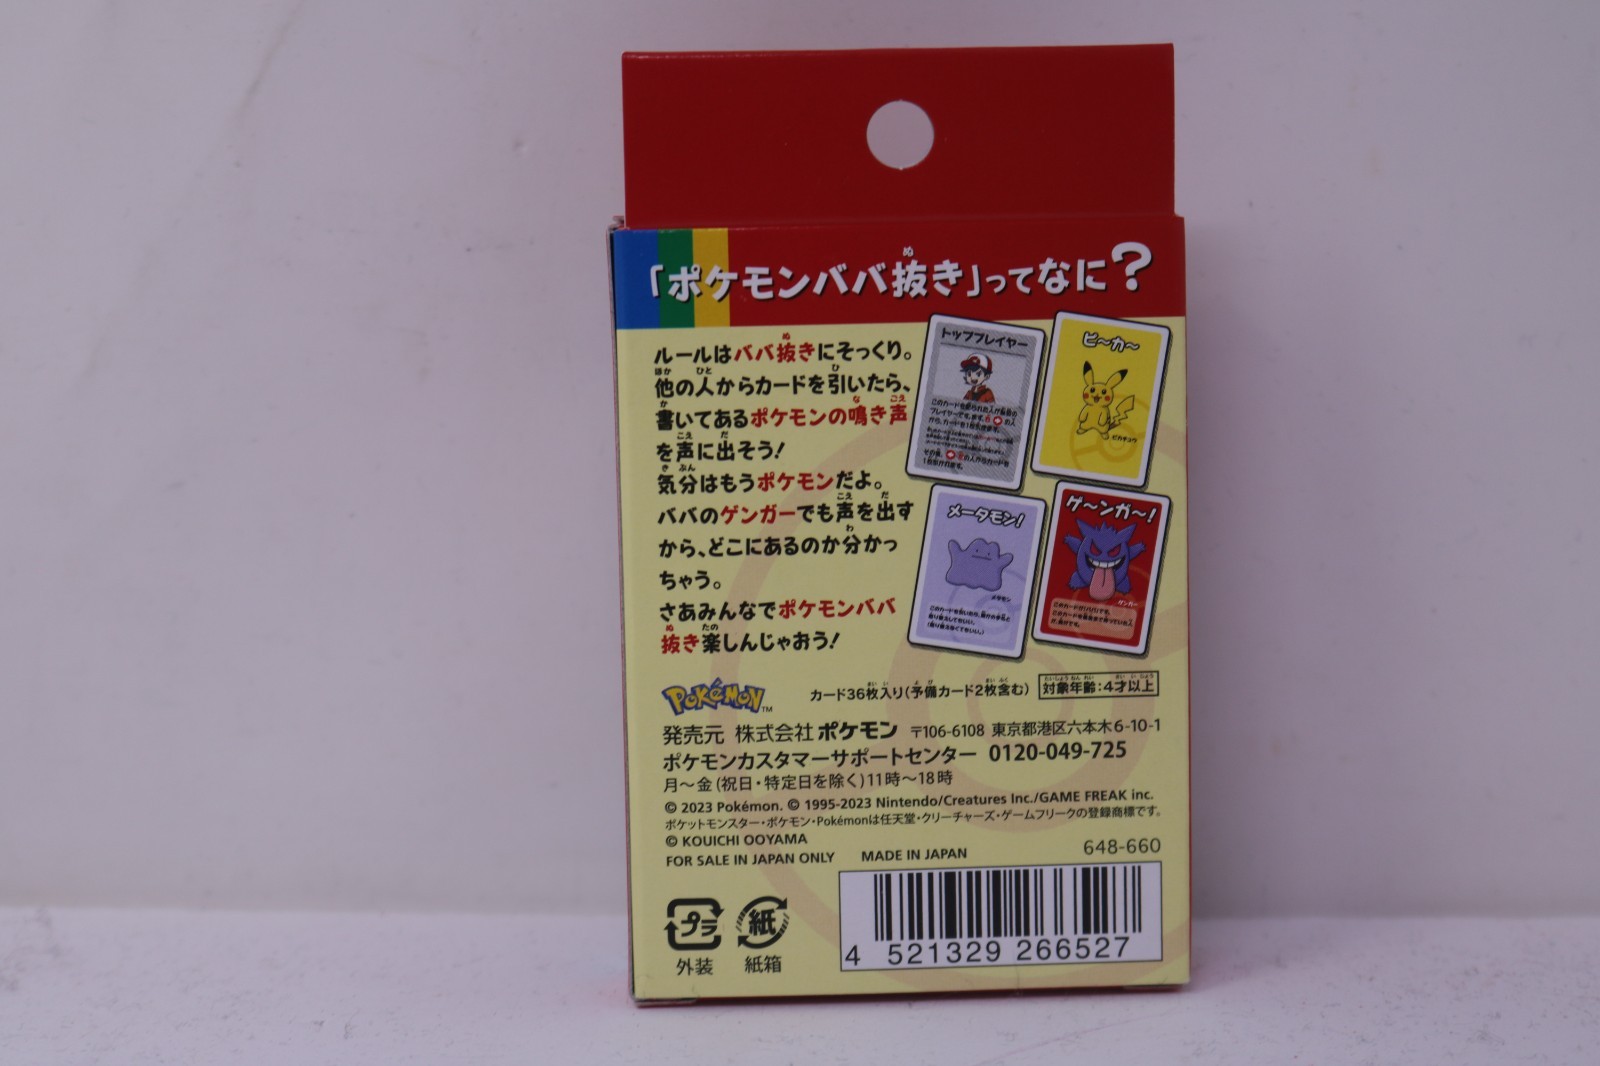 「ポケモンババ抜き」ってなに?
ルールはババ抜きにそっくり。
他の人からカードを引いたら、
書いてあるポケモンの鳴き声
を声に出そう!
気分はもうポケモンだよ。
ババのゲンガーでも声を出す
から、どこにあるのか分かっ
ちゃう。
さあみんなでポケモンババ
抜き楽しんじゃおう!
トッププレイヤー
ピ〜カ〜
ピカチュウ
メ〜タモン!
メタモン
ゲ〜ンガ〜!
ゲンガー
POKéMON TM
カード36枚入り(予備カード2枚含む)
対象年齢:4才以上
発売元 株式会社ポケモン 〒106-6108 東京都港区六本木6-10-1
ポケモンカスタマーサポートセンター 0120-049-725
月〜金(祝日・特定日を除く)11時〜18時
© 2023 Pokémon. © 1995-2023 Nintendo/Creatures Inc./GAME FREAK inc.
ポケットモンスター・ポケモン・Pokémonは任天堂・クリーチャーズ・ゲームフリークの登録商標です。
© KOUICHI OOYAMA
FOR SALE IN JAPAN ONLY MADE IN JAPAN
648-660
プラ
外装
紙
紙箱
4 521329 266527